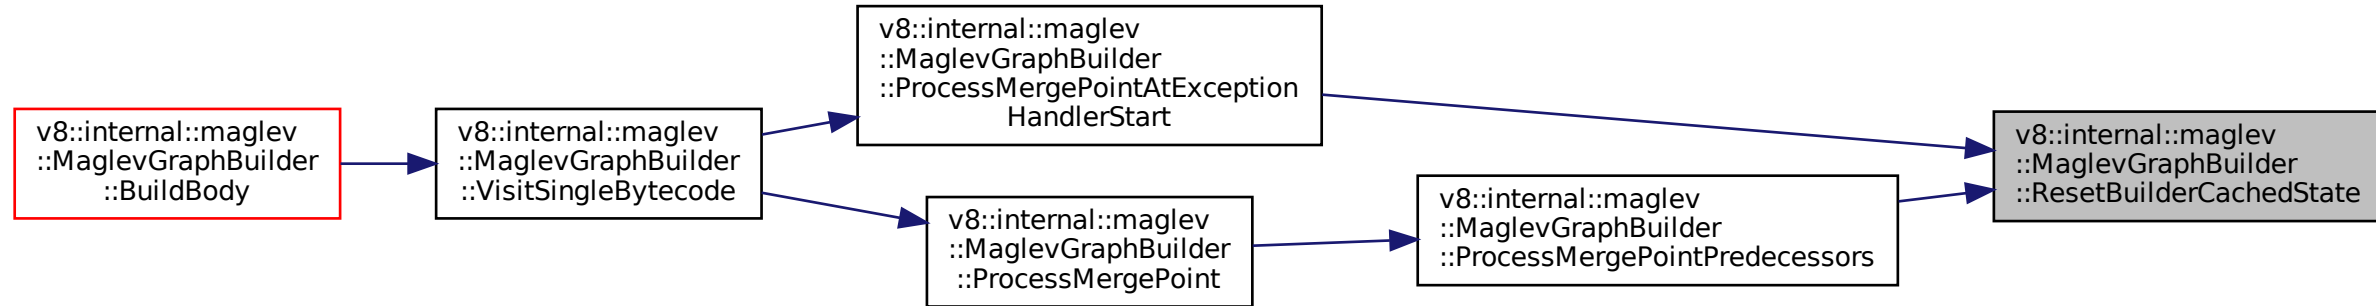 v8::internal::maglev
::MaglevGraphBuilder
::BuildBody
v8::internal::maglev
::MaglevGraphBuilder
::VisitSingleBytecode
v8::internal::maglev
::MaglevGraphBuilder
::ProcessMergePointAtException
HandlerStart
v8::internal::maglev
::MaglevGraphBuilder
::ProcessMergePoint
v8::internal::maglev
::MaglevGraphBuilder
::ProcessMergePointPredecessors
v8::internal::maglev
::MaglevGraphBuilder
::ResetBuilderCachedState